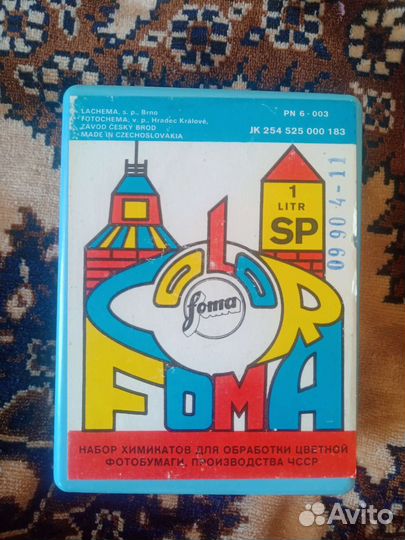 LACHEMA, s. p., Brno
FOTOCHEMA, v. p., Hradec Králové,
ZÁVOD ČESKÝ BROD
MADE IN CZECHOSLOVAKIA
PN 6 - 003
JK 254 525 000 183
1
LITR
SP
0990 4-11
COLOR
foma
FOMA
НАБОР ХИМИКАТОВ ДЛЯ ОБРАБОТКИ ЦВЕТНОЙ
ФОТОБУМАГИ, ПРОИЗВОДСТВА ЧССР
Avito